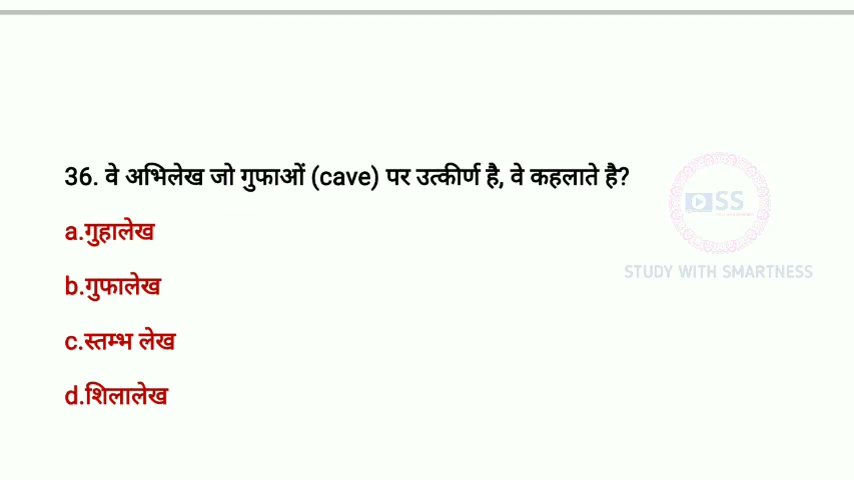 36. वे अभिलेख जो गुफाओं (cave) पर उत्कीर्ण है, वे कहलाते है?
a.गुहालेख
b.गुफालेख
c.स्तम्भ लेख
d.शिलालेख
SS
STUDY WITH SMARTNESS